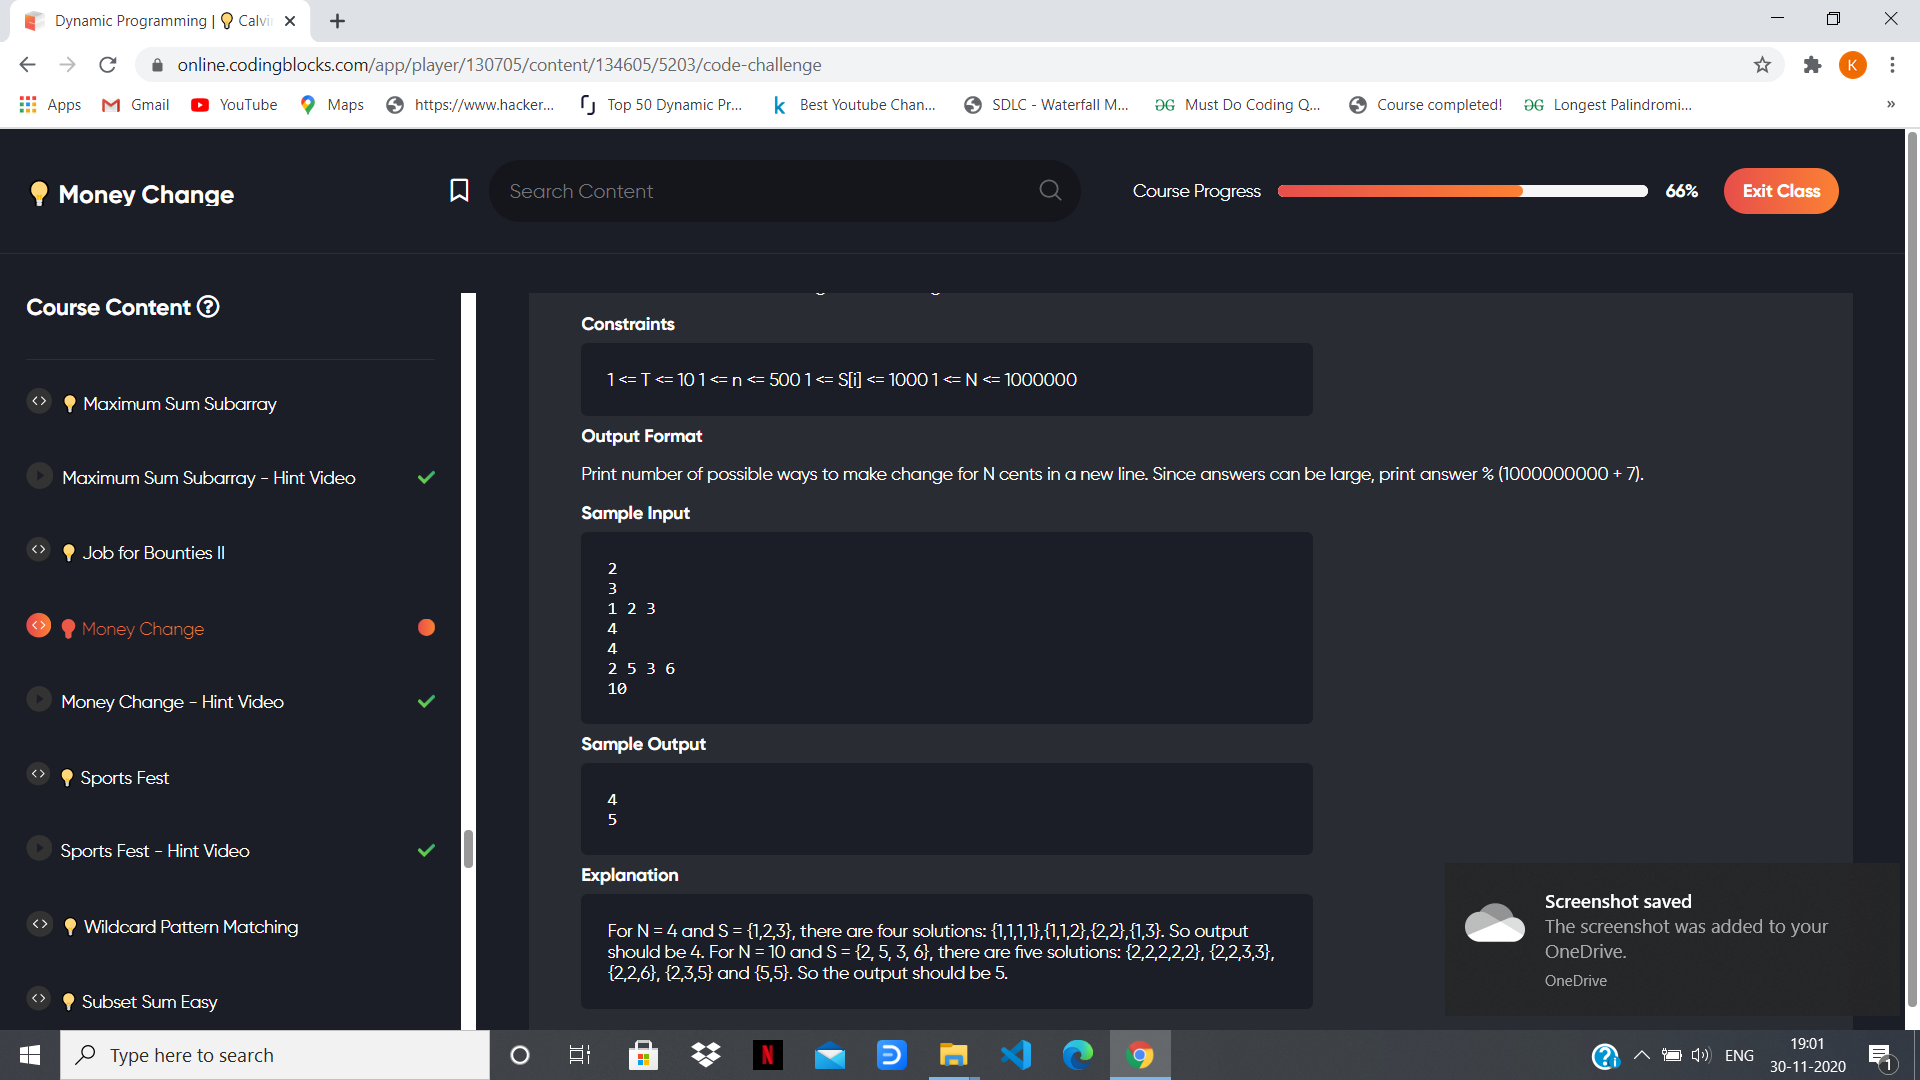 Dynamic Programming | Calvi
online.codingblocks.com/app/player/130705/content/134605/5203/code-challenge
K
Apps Gmail YouTube Maps https://www.hacker... Top 50 Dynamic Pr... Best Youtube Chan... SDLC - Waterfall M... Must Do Coding Q... Course completed! Longest Palindromi... »
Money Change
Search Content
Course Progress 66% Exit Class
Course Content
Maximum Sum Subarray
Maximum Sum Subarray - Hint Video
Job for Bounties II
Money Change
Money Change - Hint Video
Sports Fest
Sports Fest - Hint Video
Wildcard Pattern Matching
Subset Sum Easy
Constraints
1 <= T <= 10 1 <= n <= 500 1 <= S[i] <= 1000 1 <= N <= 1000000
Output Format
Print number of possible ways to make change for N cents in a new line. Since answers can be large, print answer % (1000000000 + 7).
Sample Input
2
3
1 2 3
4
4
2 5 3 6
10
Sample Output
4
5
Explanation
For N = 4 and S = {1,2,3}, there are four solutions: {1,1,1,1},{1,1,2},{2,2},{1,3}. So output
should be 4. For N = 10 and S = {2, 5, 3, 6}, there are five solutions: {2,2,2,2,2}, {2,2,3,3},
{2,2,6}, {2,3,5} and {5,5}. So the output should be 5.
Screenshot saved
The screenshot was added to your
OneDrive.
OneDrive
Type here to search
ENG
19:01
30-11-2020
1